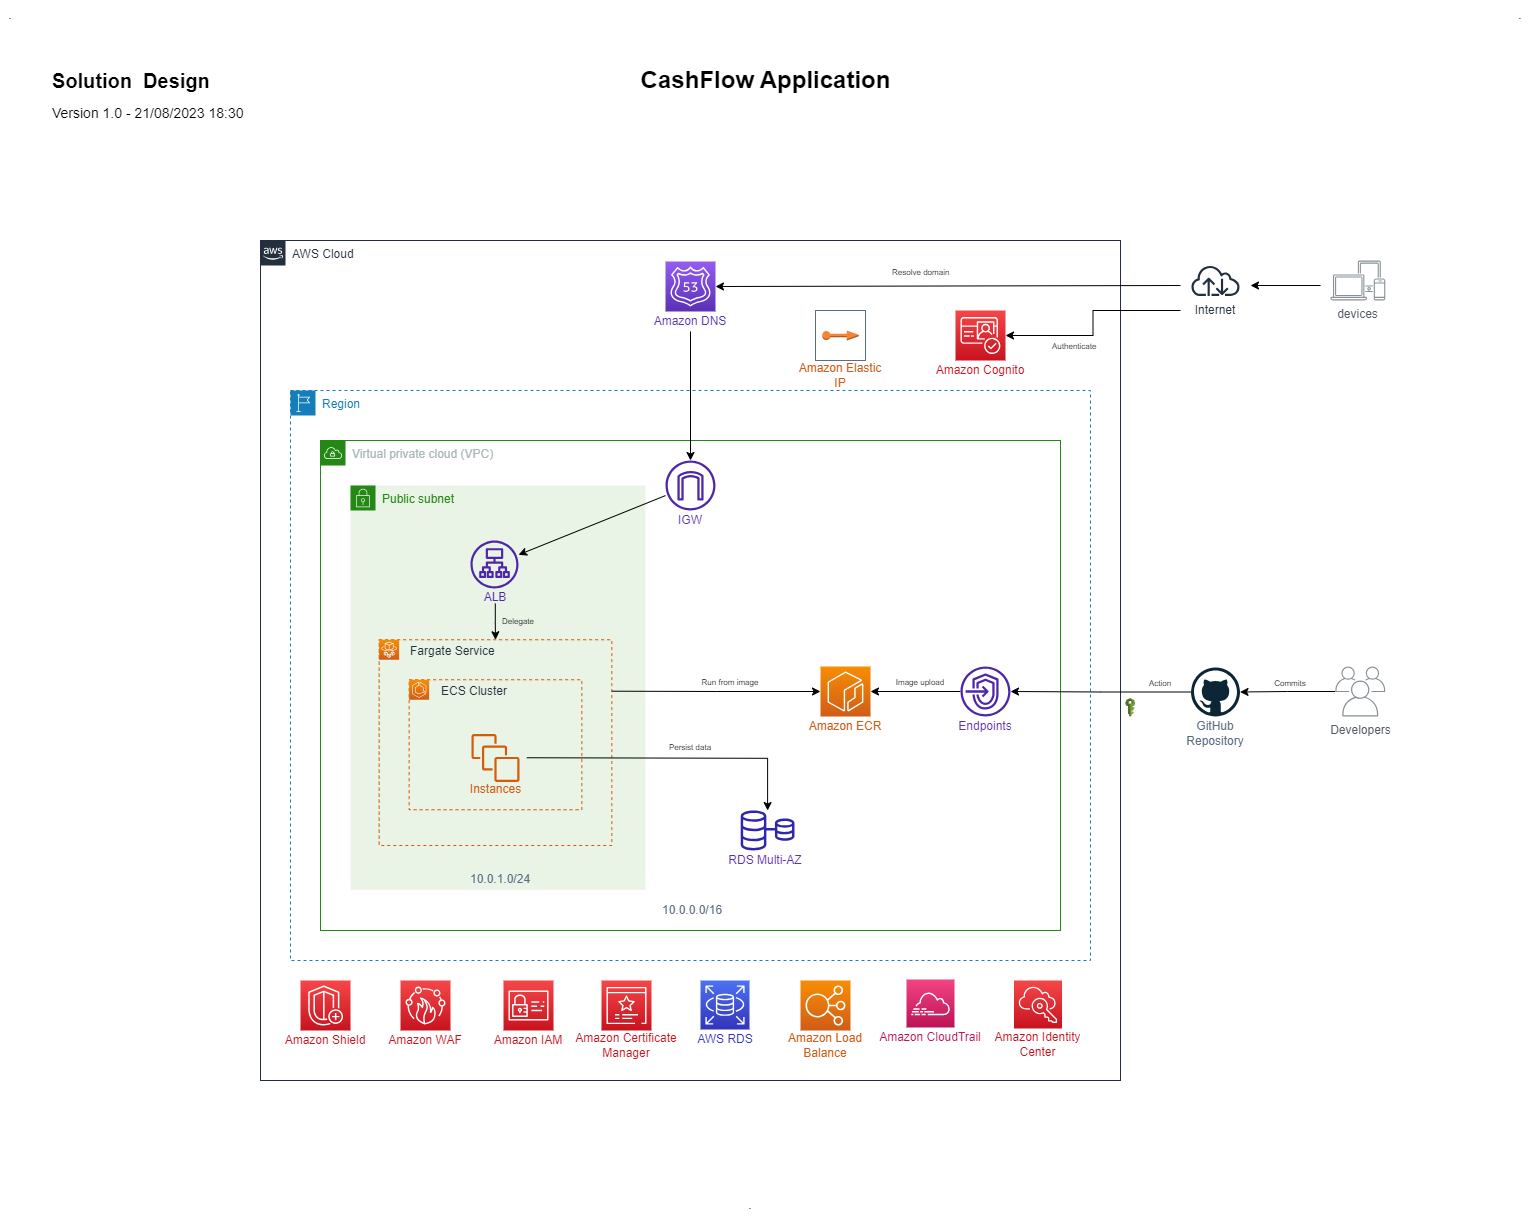 Solution  Design
CashFlow Application
Version 1.0 - 21/08/2023 18:30
aws
AWS Cloud
53
Amazon DNS
Resolve domain
Internet
devices
Amazon Elastic
IP
Amazon Cognito
Authenticate
Region
Virtual private cloud (VPC)
Public subnet
IGW
ALB
Delegate
Fargate Service
ECS Cluster
Instances
Run from image
Amazon ECR
Image upload
Endpoints
Action
GitHub
Repository
Commits
Developers
Persist data
RDS Multi-AZ
10.0.1.0/24
10.0.0.0/16
Amazon Shield
Amazon WAF
Amazon IAM
Amazon Certificate
Manager
AWS RDS
Amazon Load
Balance
Amazon CloudTrail
Amazon Identity
Center